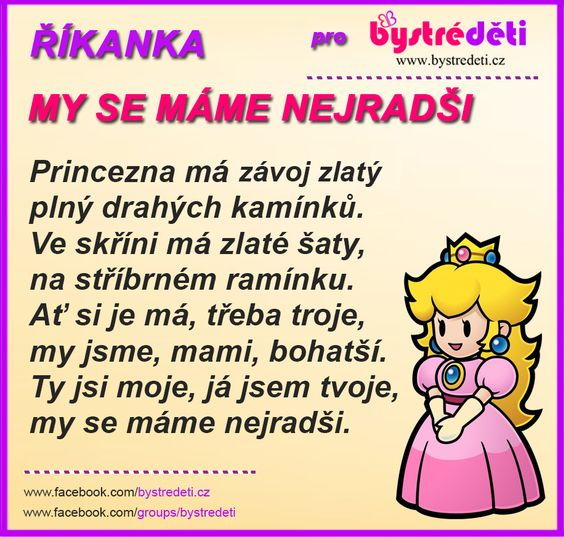 ŘÍKANKA pro bystréděti
www.bystredeti.cz
MY SE MÁME NEJRADŠI
Princezna má závoj zlatý
plný drahých kamínků.
Ve skříni má zlaté šaty,
na stříbrném ramínku.
Ať si je má, třeba troje,
my jsme, mami, bohatší.
Ty jsi moje, já jsem tvoje,
my se máme nejradši.
www.facebook.com/bystredeti.cz
www.facebook.com/groups/bystredeti